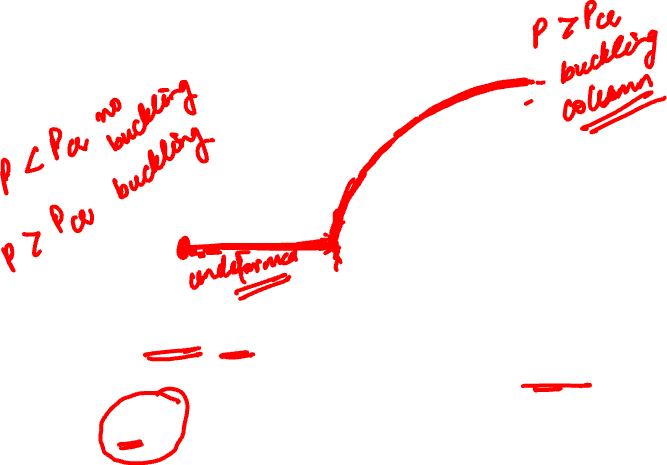 P < Pcr no buckling
P > Pcr buckling
undeformed
P > Pcr
buckling
column